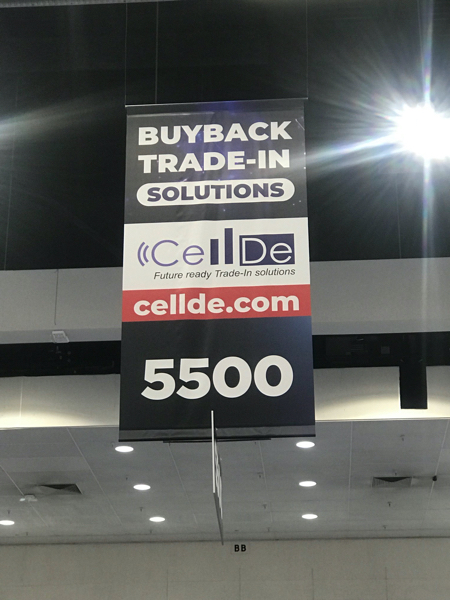 BUYBACK
TRADE-IN
SOLUTIONS
CellDe
Future ready Trade-In solutions
cellde.com
5500
BB